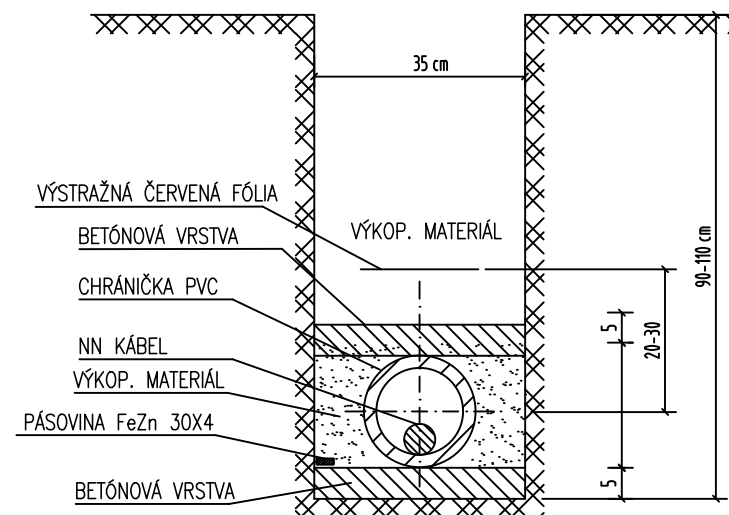 35 cm
VÝSTRAŽNÁ ČERVENÁ FÓLIA
BETÓNOVÁ VRSTVA
VÝKOP. MATERIÁL
90-110 cm
CHRÁNIČKA PVC
5
20-30
NN KÁBEL
VÝKOP. MATERIÁL
PÁSOVINA FeZn 30X4
BETÓNOVÁ VRSTVA
5